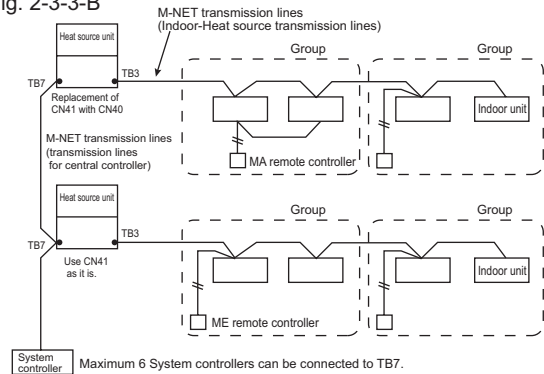 ig. 2-3-3-B
M-NET transmission lines
(Indoor-Heat source transmission lines)
Heat source unit
Group
Group
TB7
TB3
Replacement of
CN41 with CN40
Indoor unit
MA remote controller
M-NET transmission lines
(transmission lines
for central controller)
Heat source unit
Group
Group
TB7
TB3
Use CN41
as it is.
Indoor unit
ME remote controller
System
controller
Maximum 6 System controllers can be connected to TB7.